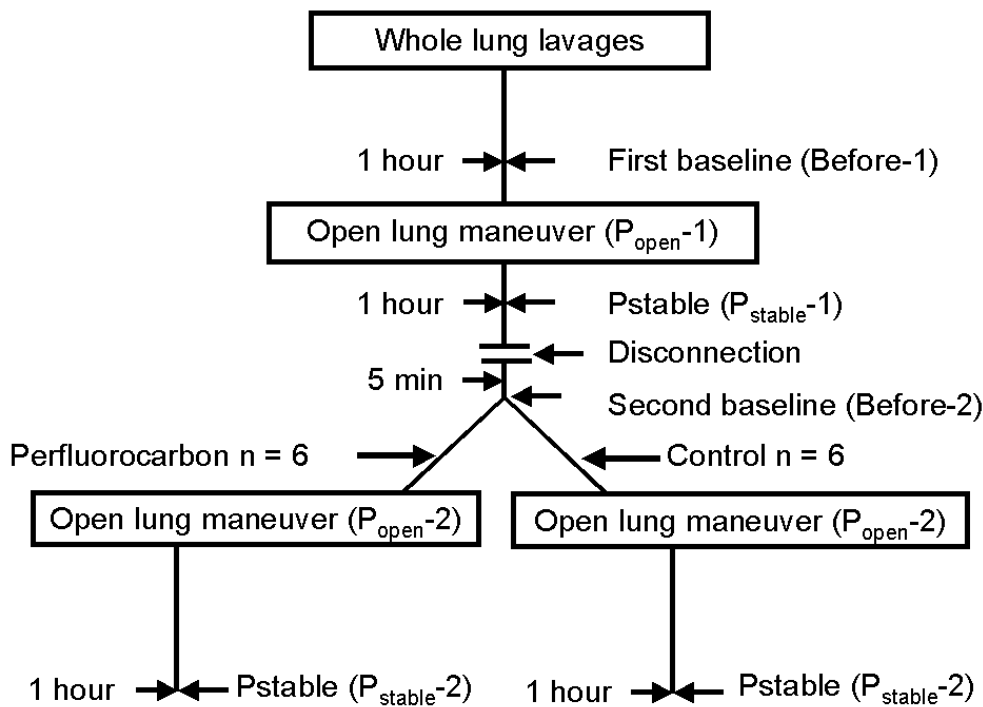 Whole lung lavages
1 hour First baseline (Before-1)
Open lung maneuver (Popen-1)
1 hour Pstable (Pstable-1)
Disconnection
5 min
Second baseline (Before-2)
Perfluorocarbon n = 6 Control n = 6
Open lung maneuver (Popen-2) Open lung maneuver (Popen-2)
1 hour Pstable (Pstable-2) 1 hour Pstable (Pstable-2)